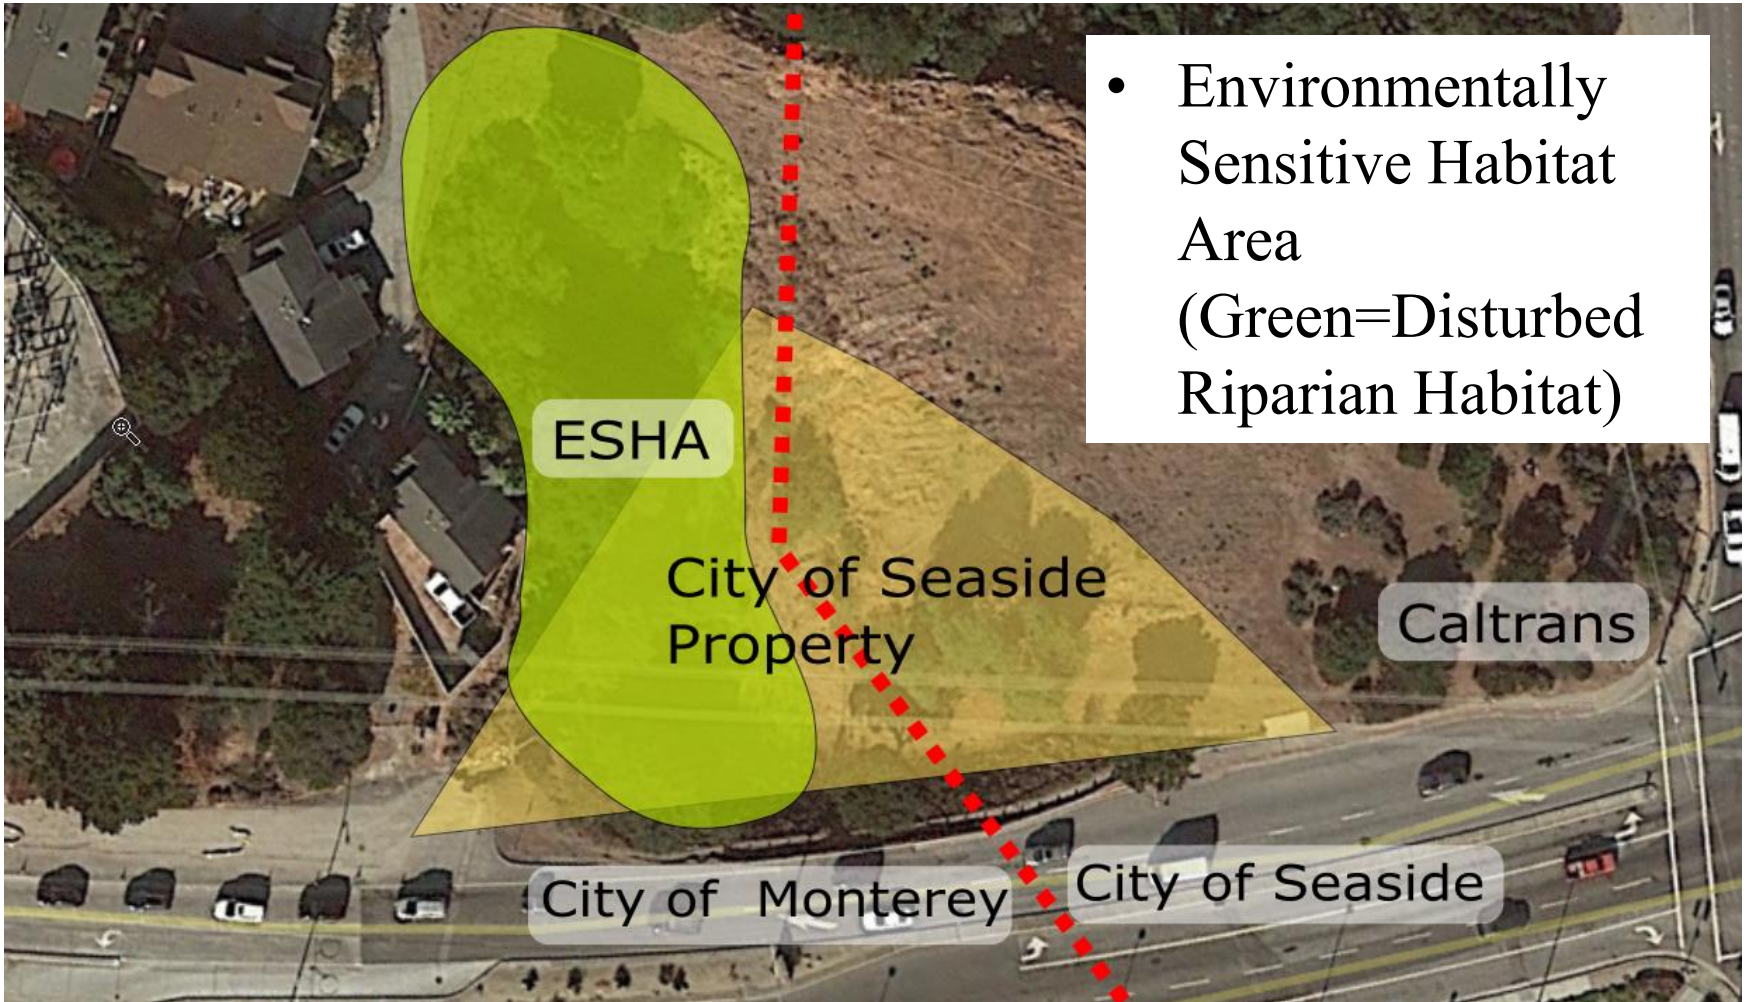 • Environmentally
Sensitive Habitat
Area
(Green=Disturbed
Riparian Habitat)
ESHA
City of Seaside
Property
Caltrans
City of Monterey
City of Seaside